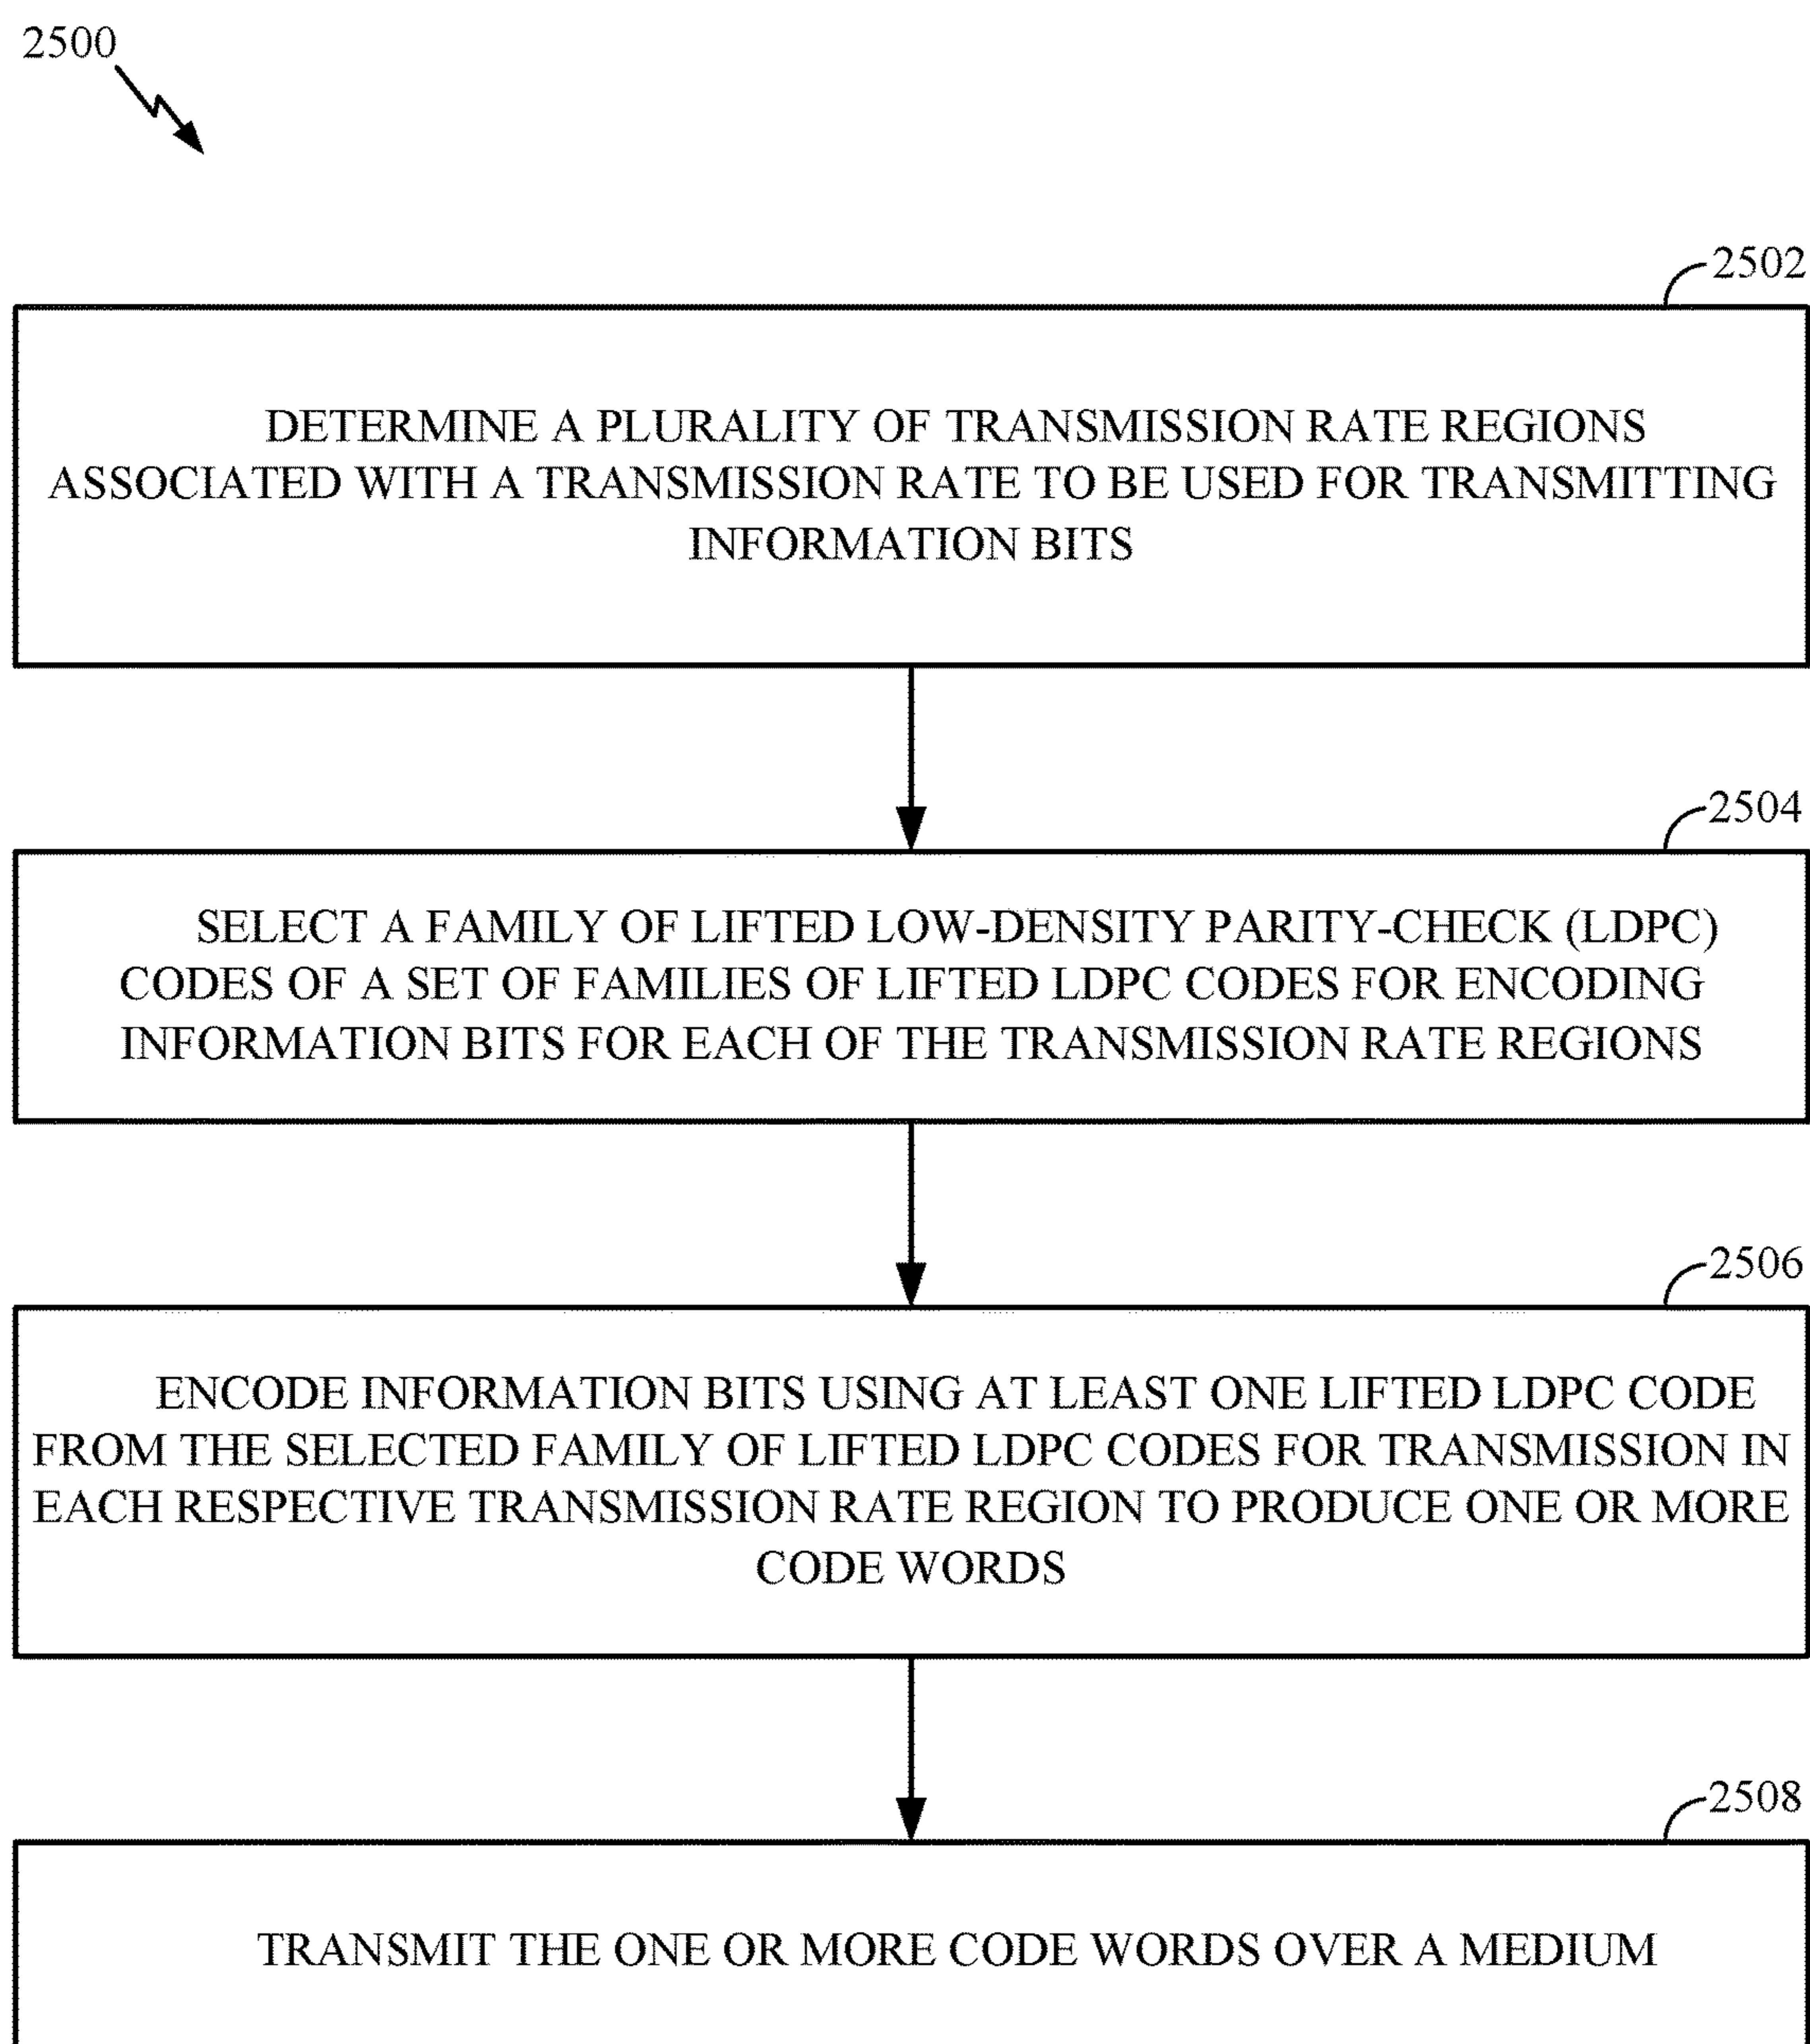 2500
2502
DETERMINE A PLURALITY OF TRANSMISSION RATE REGIONS
ASSOCIATED WITH A TRANSMISSION RATE TO BE USED FOR TRANSMITTING
INFORMATION BITS
2504
SELECT A FAMILY OF LIFTED LOW-DENSITY PARITY-CHECK (LDPC)
CODES OF A SET OF FAMILIES OF LIFTED LDPC CODES FOR ENCODING
INFORMATION BITS FOR EACH OF THE TRANSMISSION RATE REGIONS
2506
ENCODE INFORMATION BITS USING AT LEAST ONE LIFTED LDPC CODE
FROM THE SELECTED FAMILY OF LIFTED LDPC CODES FOR TRANSMISSION IN
EACH RESPECTIVE TRANSMISSION RATE REGION TO PRODUCE ONE OR MORE
CODE WORDS
2508
TRANSMIT THE ONE OR MORE CODE WORDS OVER A MEDIUM